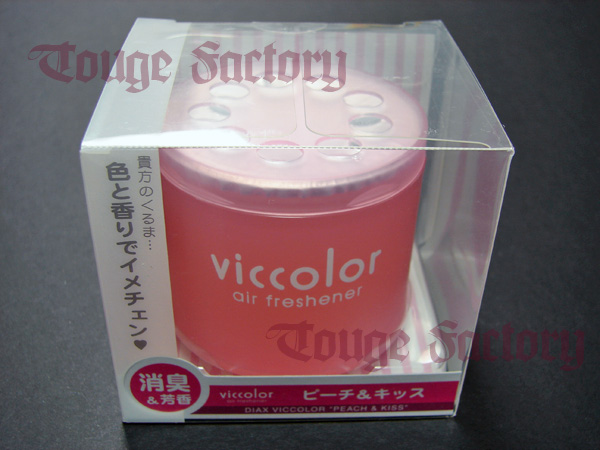 Touge Factory
貴方のくるま…
色と香りでイメチェン♥
viccolor
air freshener
Touge Factory
消臭
&芳香
viccolor
air freshener
ピーチ&キッス
DIAX VICCOLOR "PEACH & KISS"